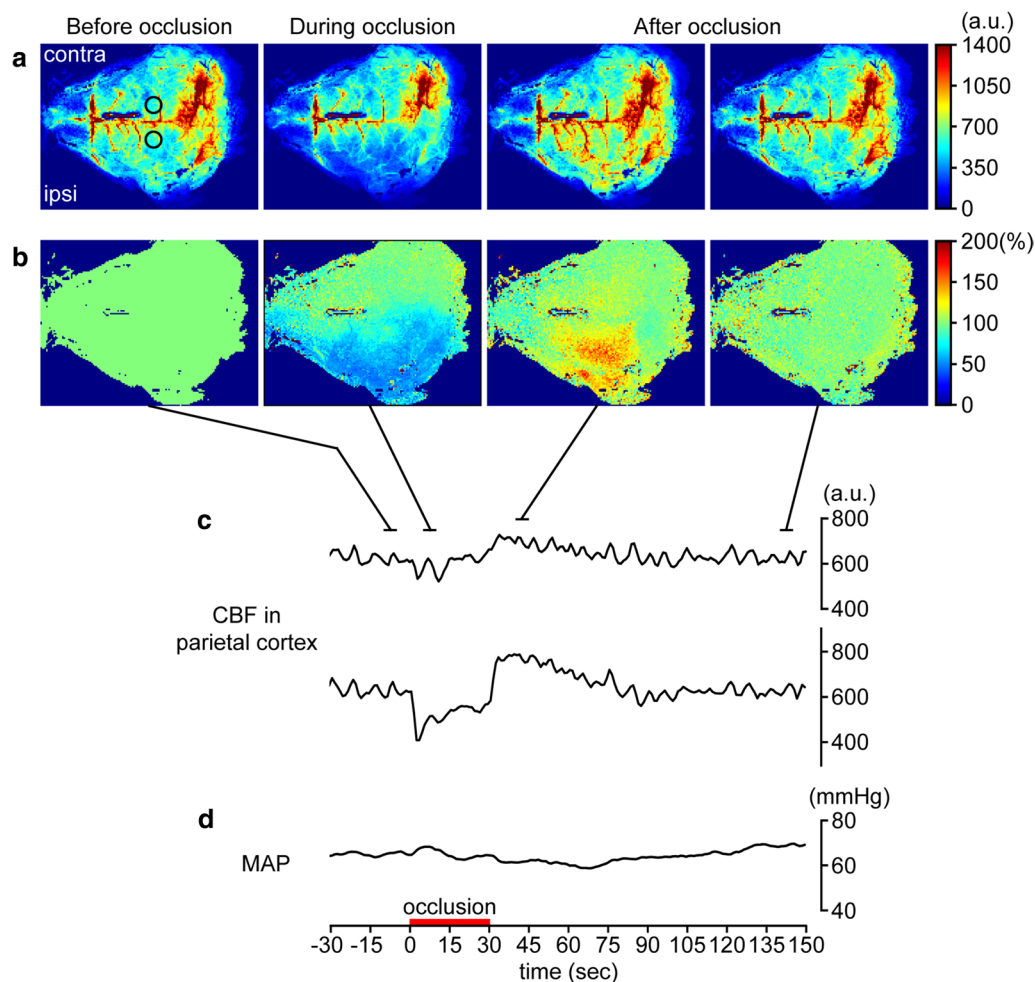 Before occlusion During occlusion After occlusion (a.u.)
a contra 1400
1050
700
350
ipsi 0
b 200(%)
150
100
50
0
c (a.u.)
800
600
400
CBF in
parietal cortex
800
600
400
d (mmHg)
80
MAP 60
40
occlusion
-30 -15 0 15 30 45 60 75 90 105 120 135 150
time (sec)